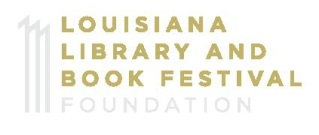 LOUISIANA
LIBRARY AND
BOOK FESTIVAL
FOUNDATION